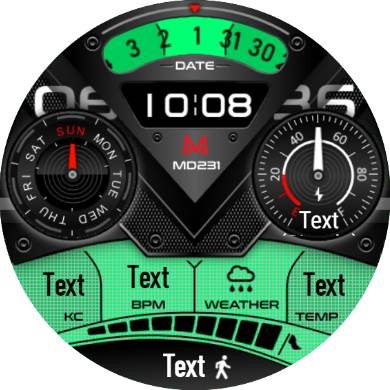 3 2 1 31 30
DATE
10:08
MD231
SUN MON TUE WED THU FRI SAT
20 40 60 80
Text
Text Text Text
KC BPM WEATHER TEMP
Text